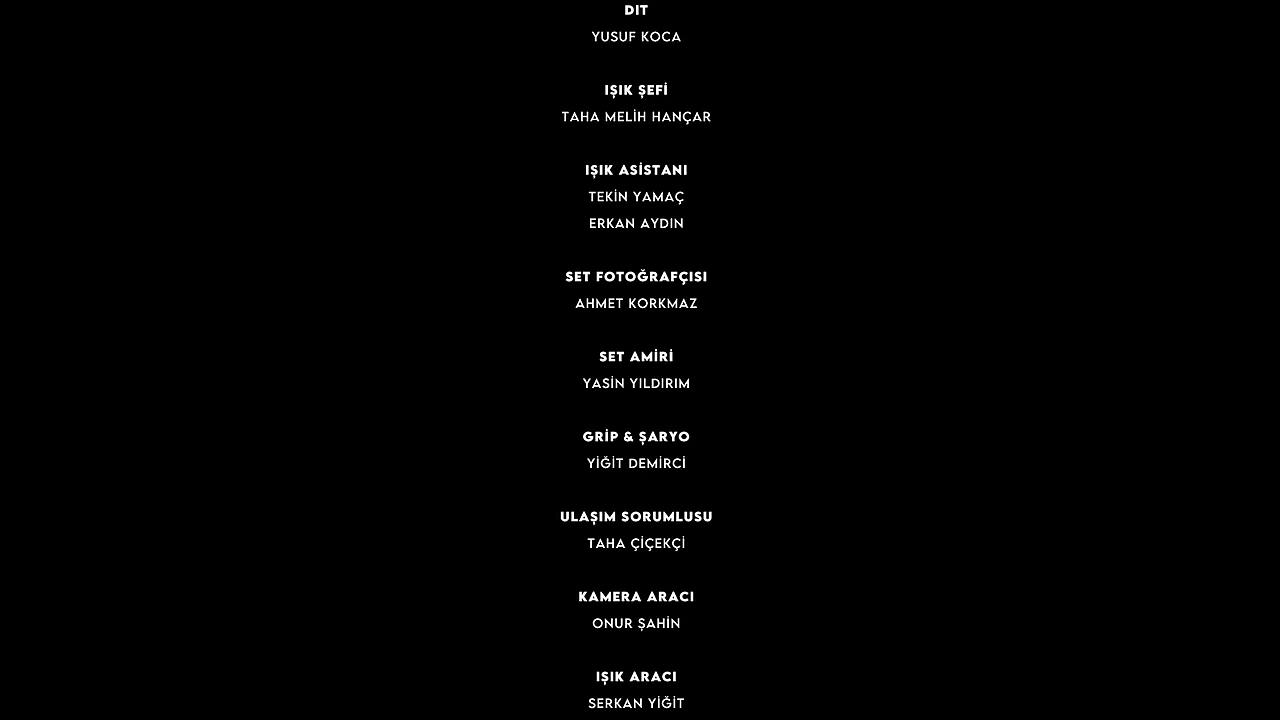 DIT
YUSUF KOCA
IŞIK ŞEFİ
TAHA MELİH HANÇAR
IŞIK ASİSTANI
TEKİN YAMAÇ
ERKAN AYDIN
SET FOTOĞRAFÇISI
AHMET KORKMAZ
SET AMİRİ
YASİN YILDIRIM
GRİP & ŞARYO
YİĞİT DEMİRCİ
ULAŞIM SORUMLUSU
TAHA ÇİÇEKÇİ
KAMERA ARACI
ONUR ŞAHİN
IŞIK ARACI
SERKAN YİĞİT